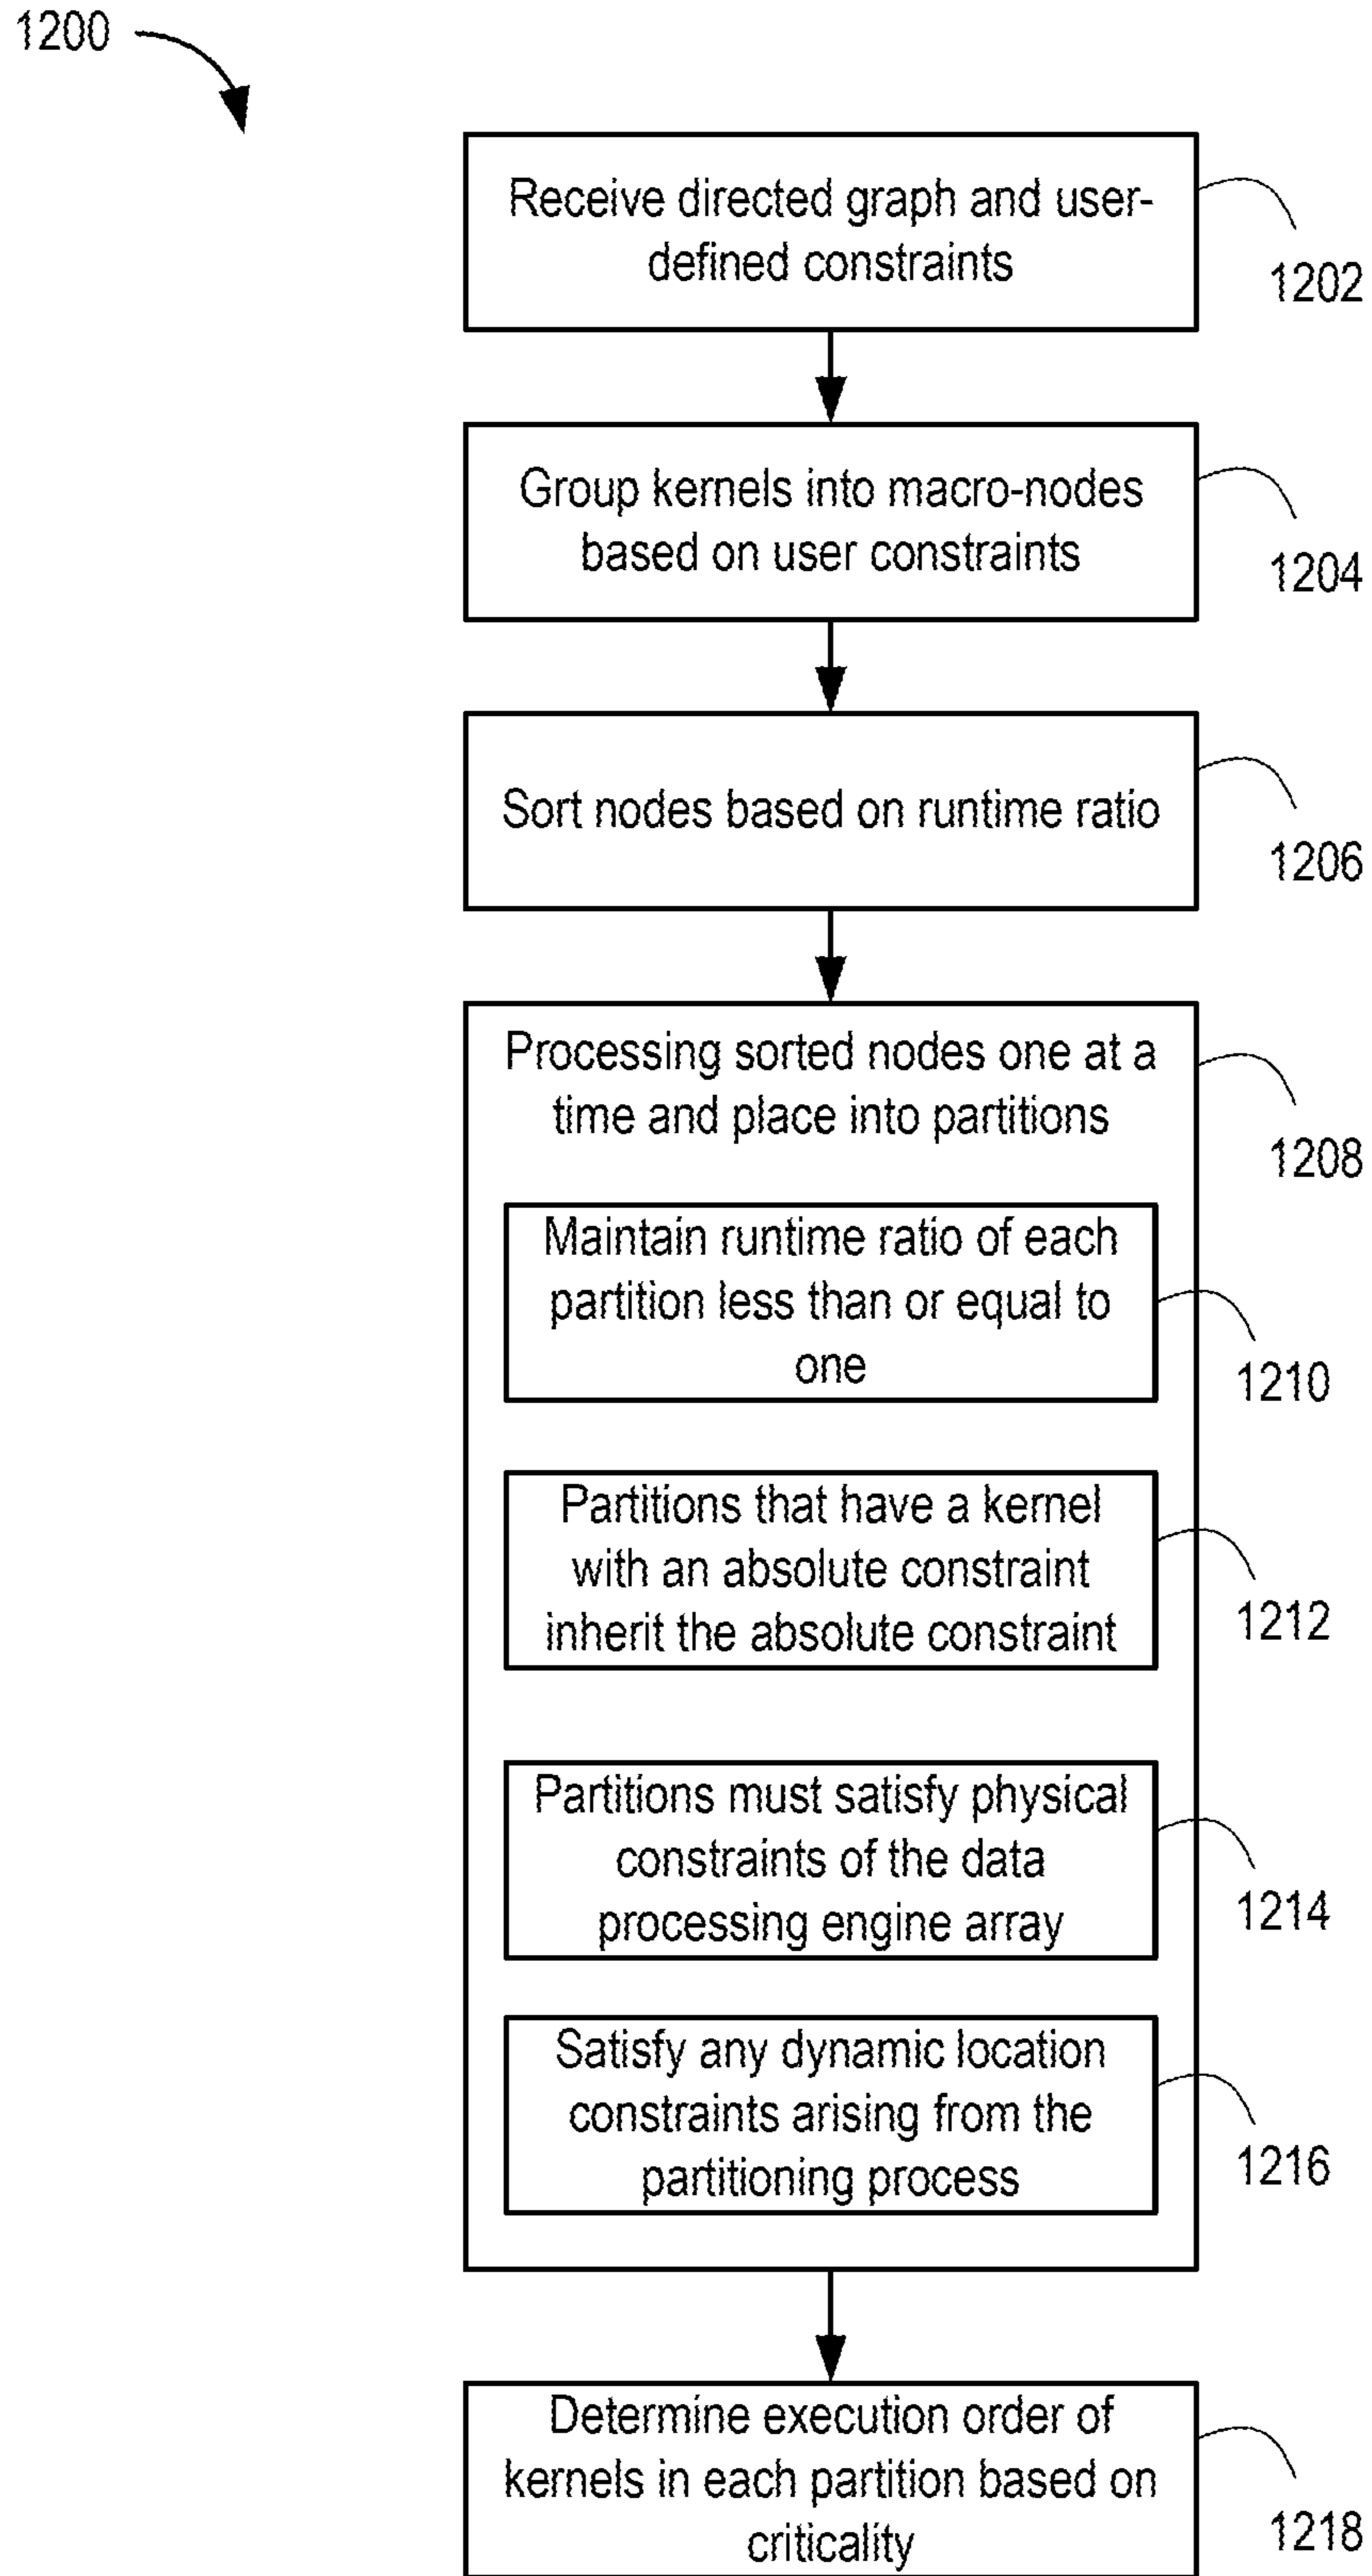 1200
Receive directed graph and user-
defined constraints
1202
Group kernels into macro-nodes
based on user constraints
1204
Sort nodes based on runtime ratio
1206
Processing sorted nodes one at a
time and place into partitions
1208
Maintain runtime ratio of each
partition less than or equal to
one
1210
Partitions that have a kernel
with an absolute constraint
inherit the absolute constraint
1212
Partitions must satisfy physical
constraints of the data
processing engine array
1214
Satisfy any dynamic location
constraints arising from the
partitioning process
1216
Determine execution order of
kernels in each partition based on
criticality
1218